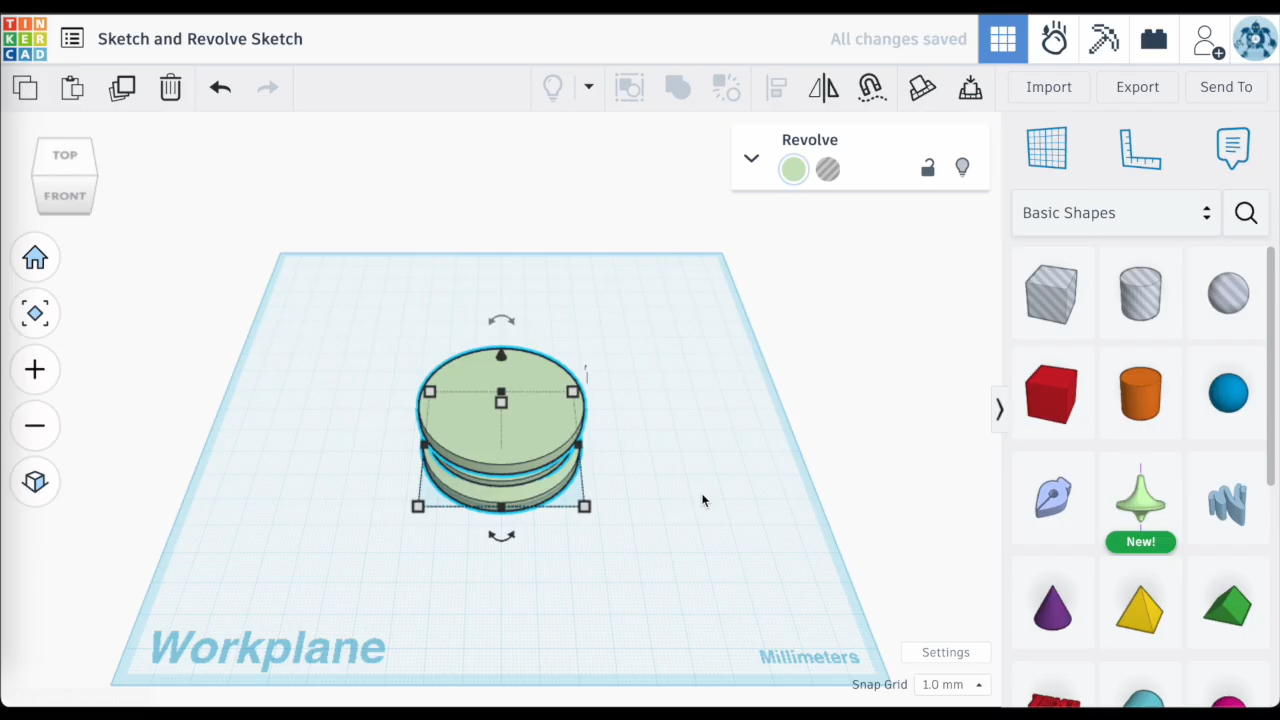 TIN
KER
CAD
Sketch and Revolve Sketch
All changes saved
Import
Export
Send To
TOP
FRONT
Revolve
Basic Shapes
New!
Workplane
Millimeters
Settings
Snap Grid
1.0 mm